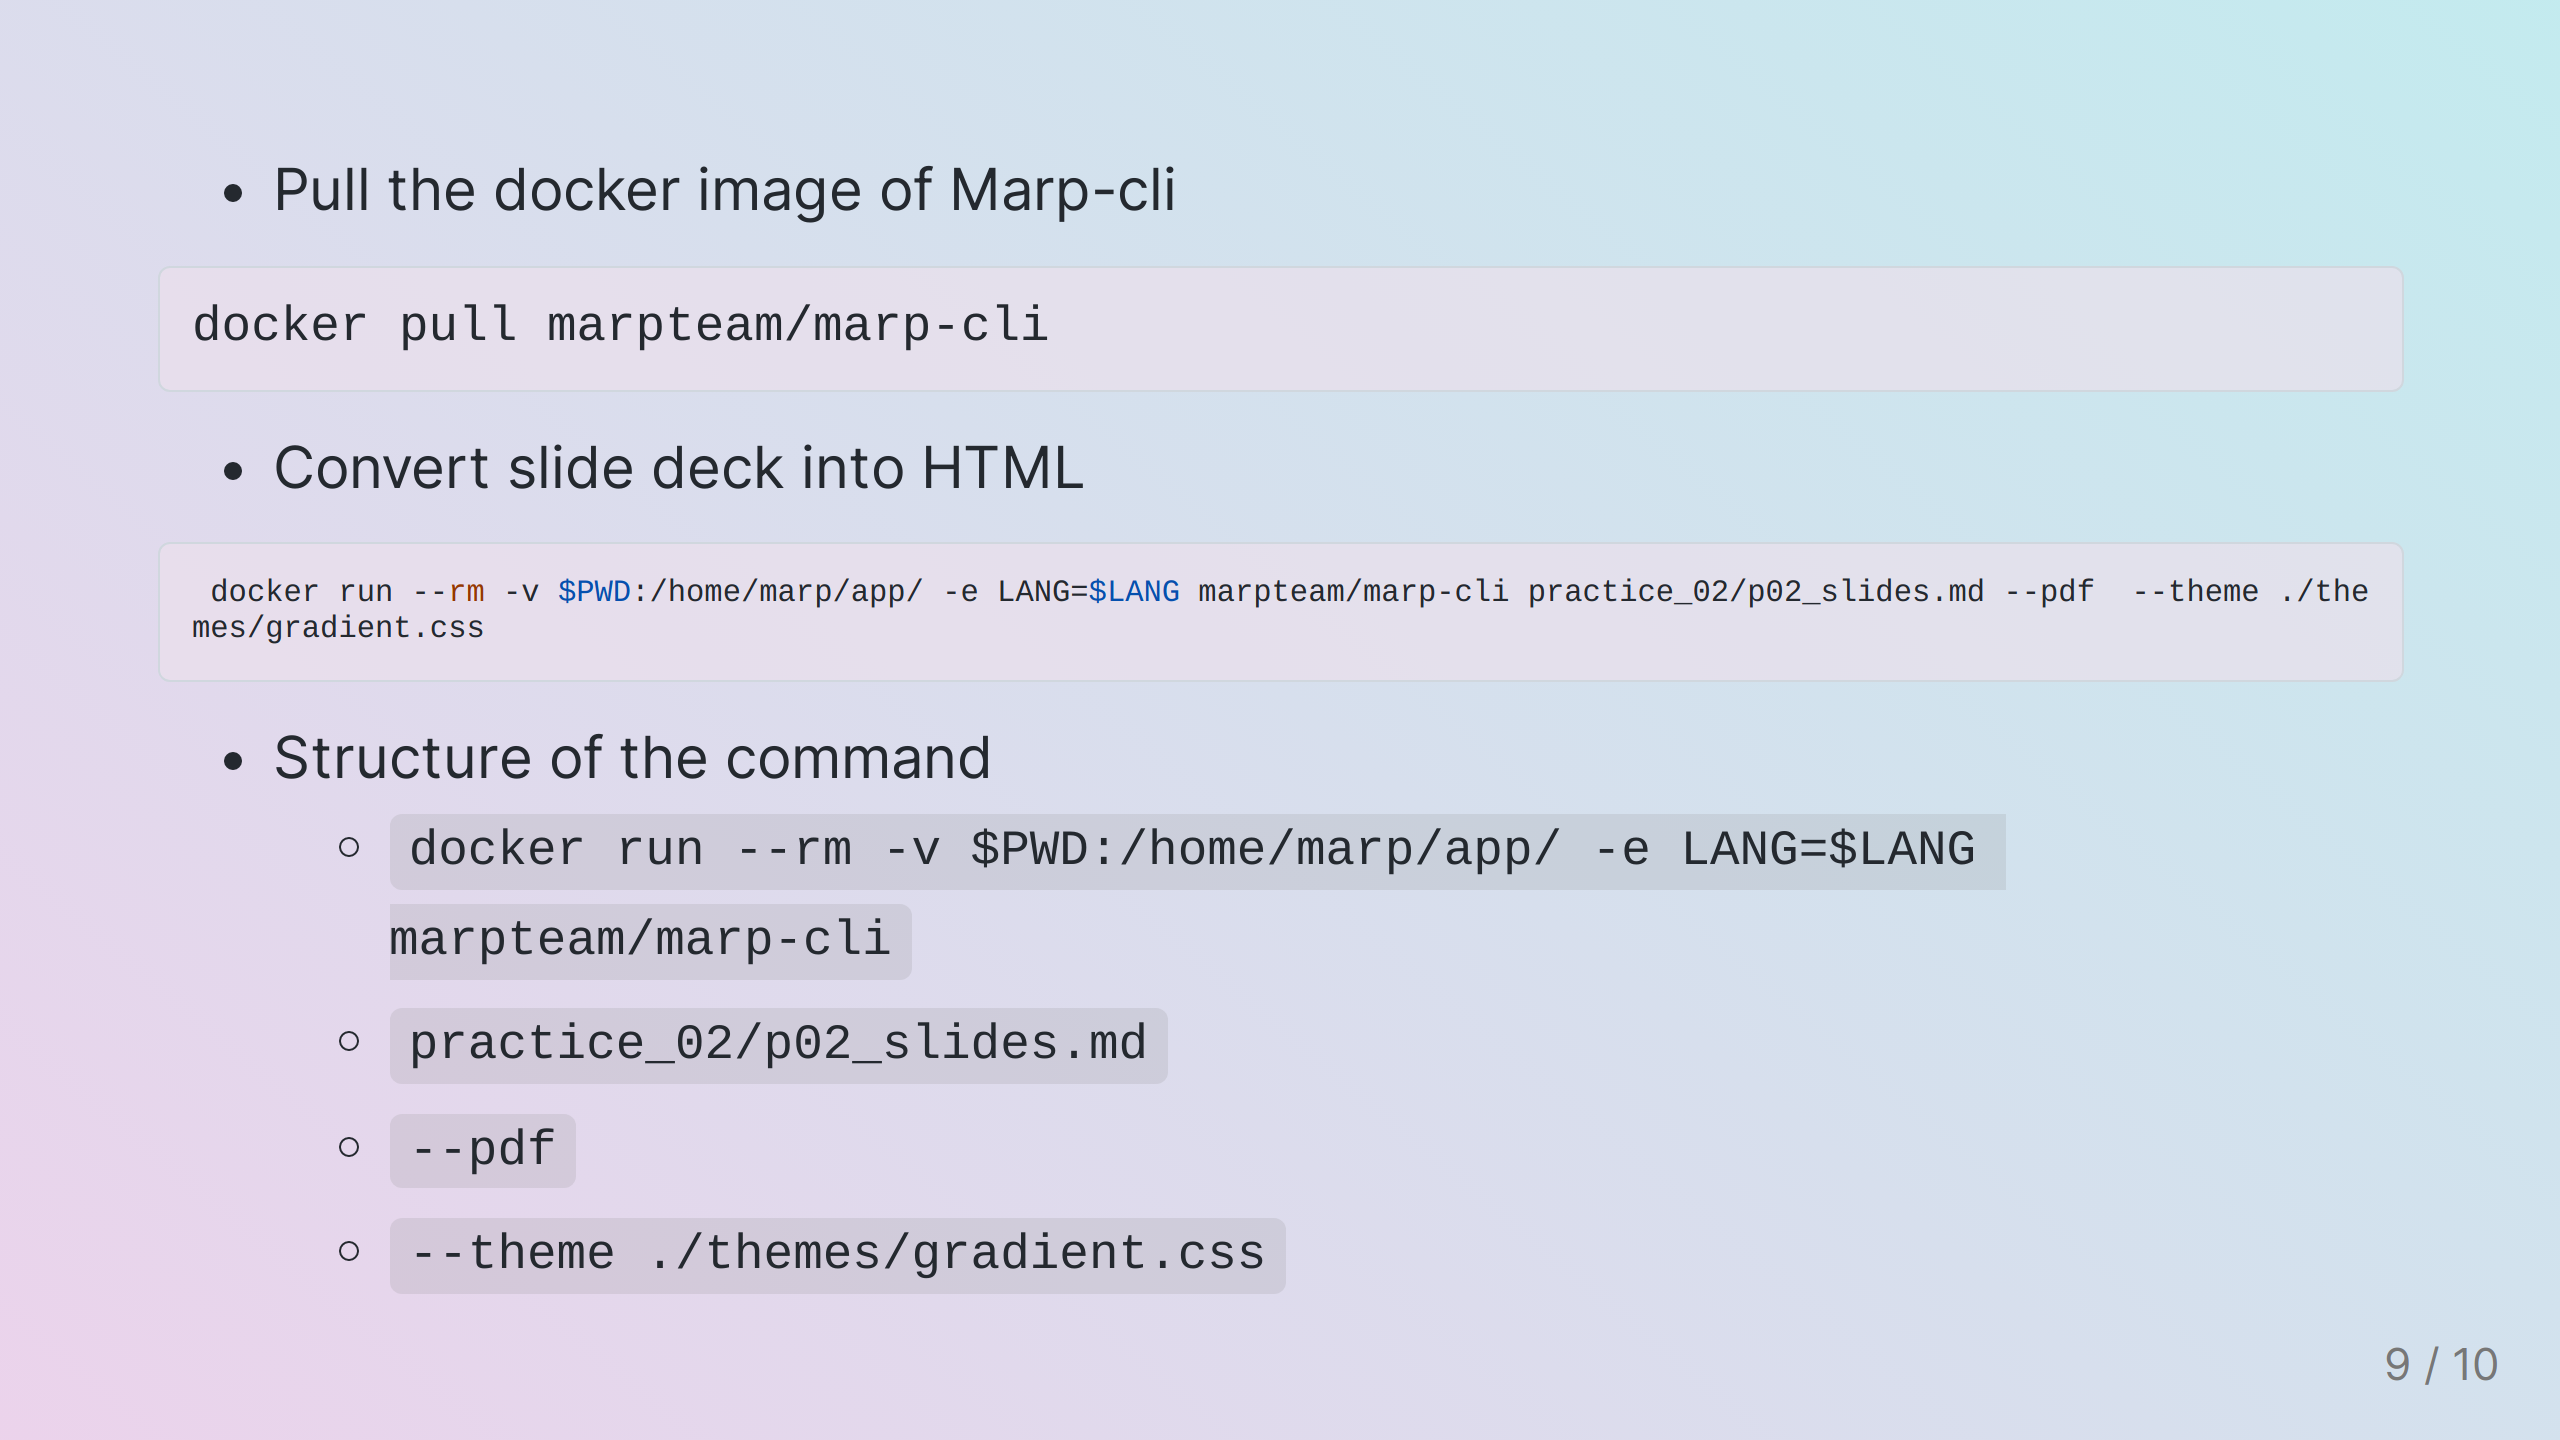 Pull the docker image of Marp-cli
docker pull marpteam/marp-cli
Convert slide deck into HTML
docker run --rm -v $PWD:/home/marp/app/ -e LANG=$LANG marpteam/marp-cli practice_02/p02_slides.md --pdf  --theme ./the
mes/gradient.css
Structure of the command
docker run --rm -v $PWD:/home/marp/app/ -e LANG=$LANG
marpteam/marp-cli
practice_02/p02_slides.md
--pdf
--theme ./themes/gradient.css
9 / 10